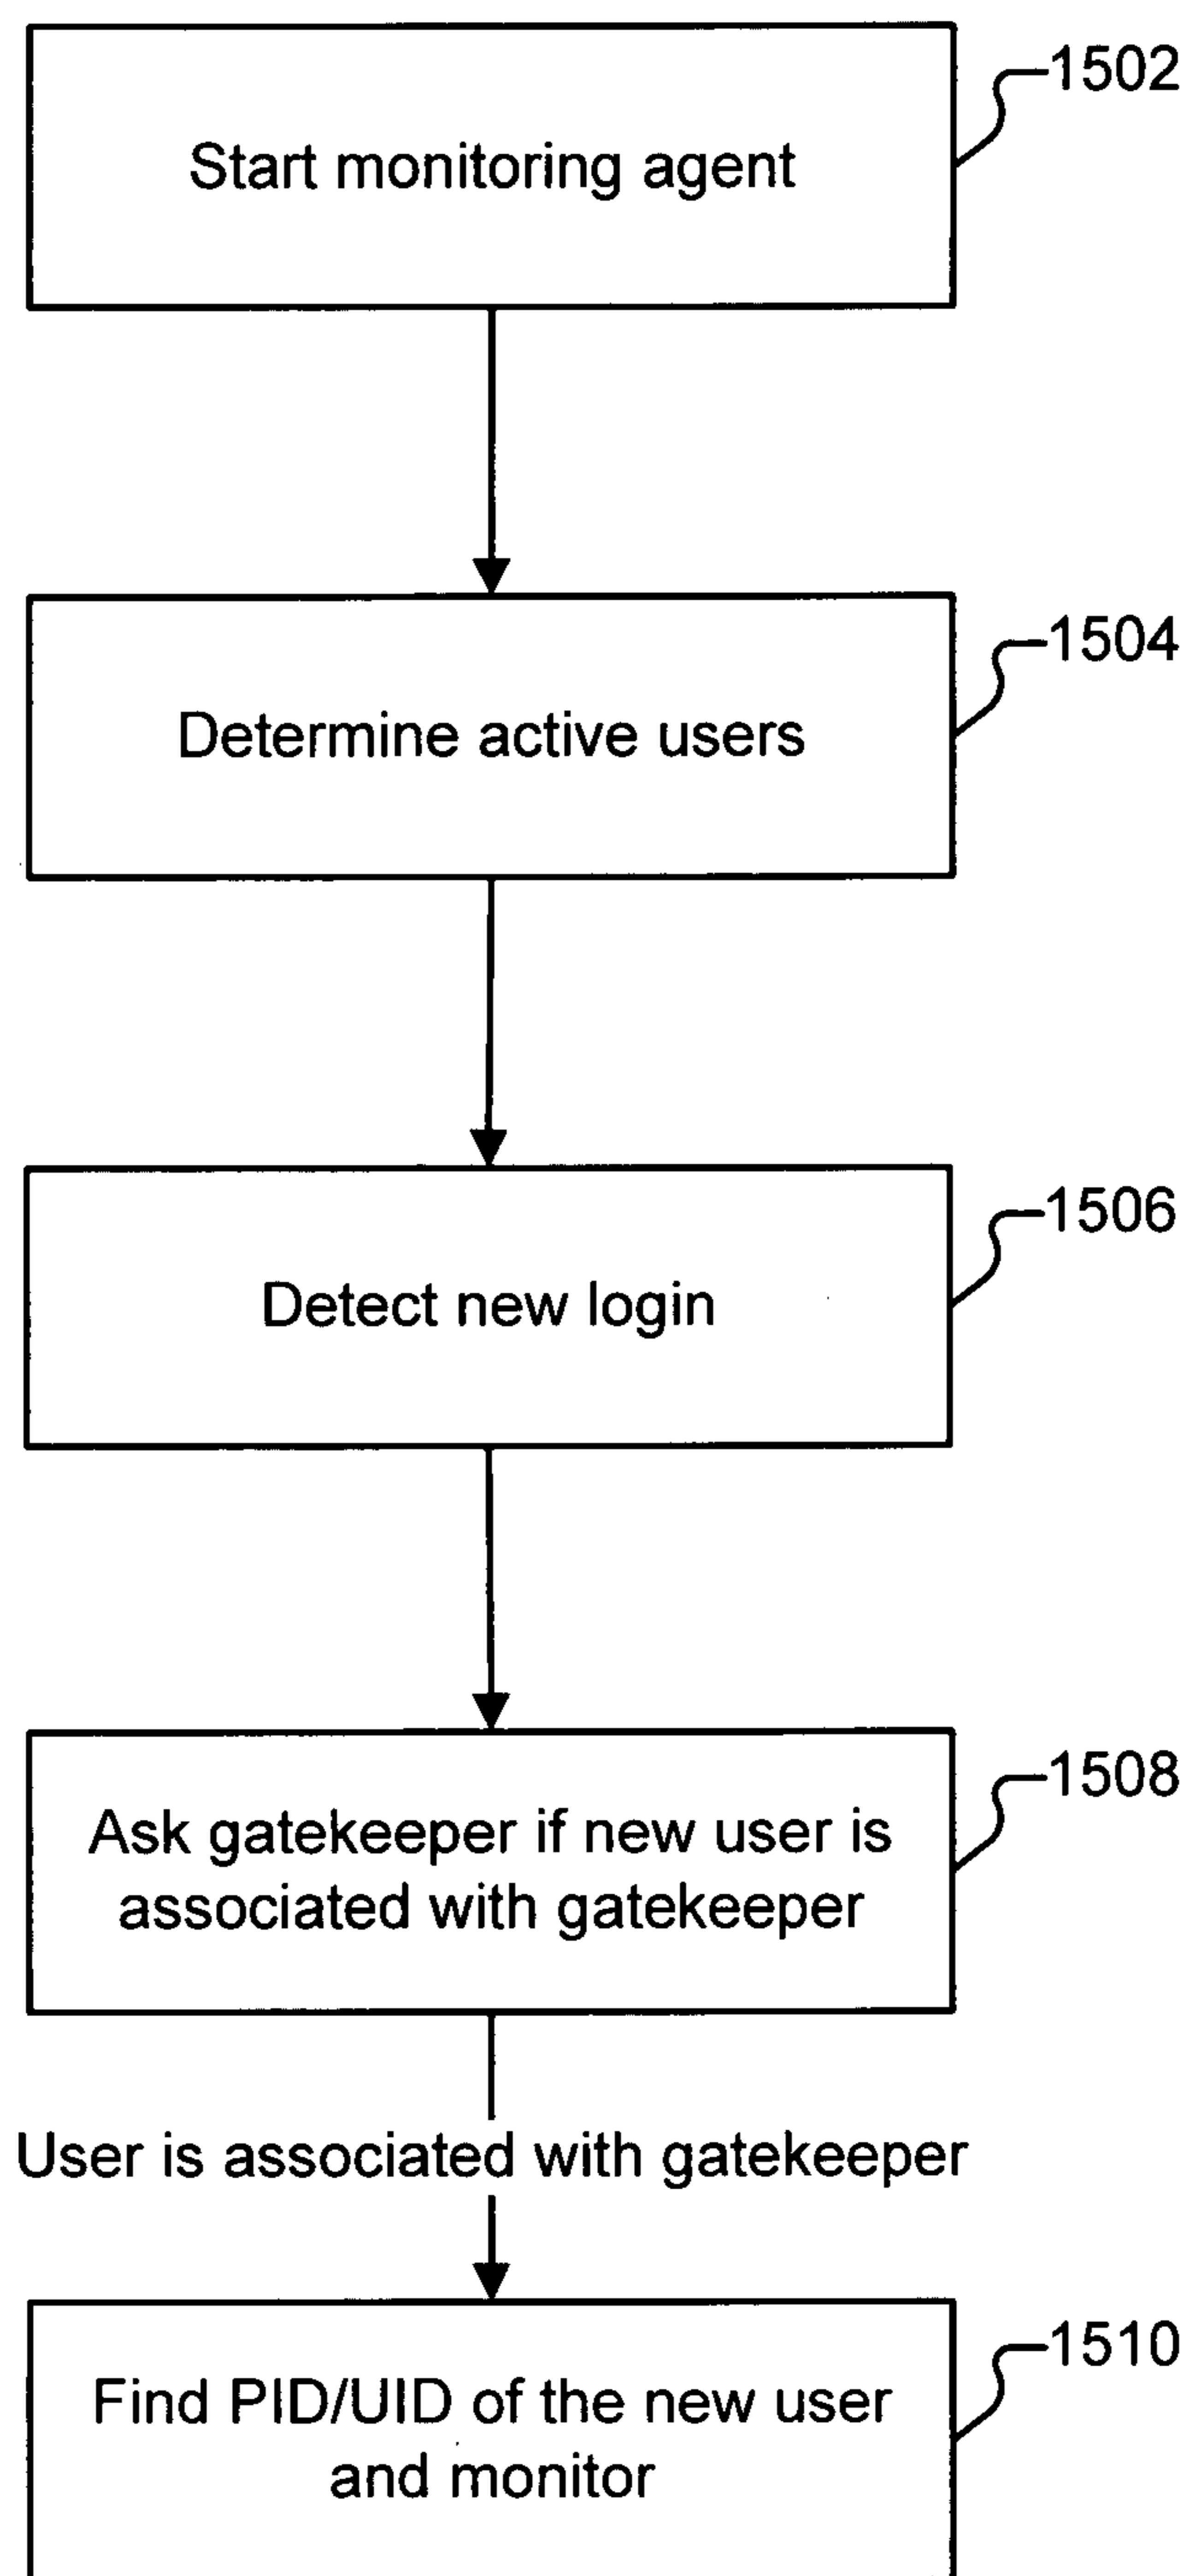 1502
Start monitoring agent
1504
Determine active users
1506
Detect new login
1508
Ask gatekeeper if new user is
associated with gatekeeper
User is associated with gatekeeper
1510
Find PID/UID of the new user
and monitor